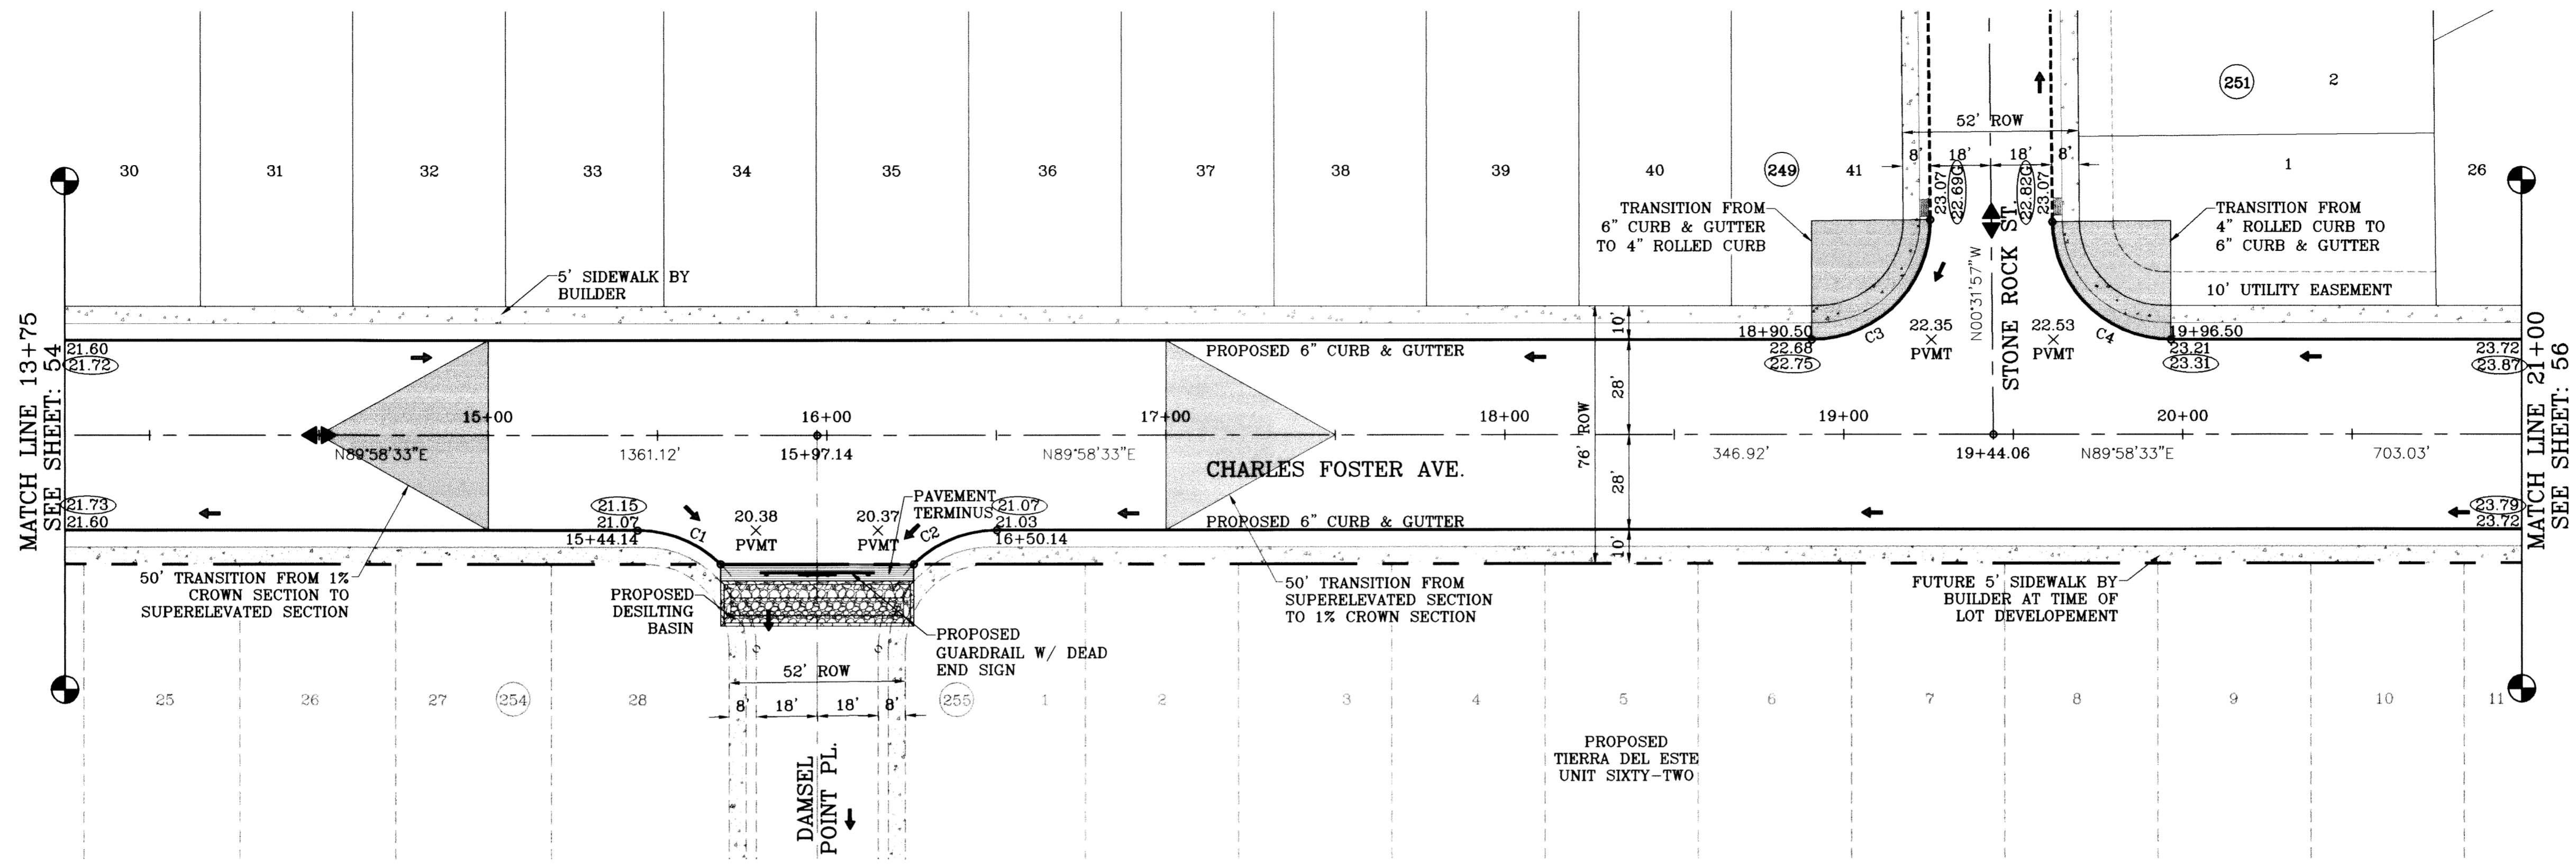 30
31
32
33
34
35
36
37
38
39
40
249
41
251
2
1
26
52' ROW
8'
18'
18'
8'
23.07
22.69G
22.82G
23.07
TRANSITION FROM
6" CURB & GUTTER
TO 4" ROLLED CURB
TRANSITION FROM
4" ROLLED CURB TO
6" CURB & GUTTER
N00°31'57"W
STONE ROCK ST.
5' SIDEWALK BY
BUILDER
10' UTILITY EASEMENT
MATCH LINE 13+75
SEE SHEET: 54
21.60
21.72
PROPOSED 6" CURB & GUTTER
10'
18+90.50
22.68
22.75
C3
22.35
PVMT
22.53
PVMT
C4
19+96.50
23.21
23.31
23.72
23.87
MATCH LINE 21+00
SEE SHEET: 56
28'
15+00
16+00
17+00
18+00
19+00
20+00
76' ROW
N89°58'33"E
1361.12'
15+97.14
N89°58'33"E
CHARLES FOSTER AVE.
346.92'
19+44.06
N89°58'33"E
703.03'
28'
21.73
21.60
21.15
21.07
15+44.14
C1
20.38
PVMT
20.37
PVMT
C2
PAVEMENT
TERMINUS
21.07
21.03
16+50.14
PROPOSED 6" CURB & GUTTER
10'
23.79
23.72
50' TRANSITION FROM 1%
CROWN SECTION TO
SUPERELEVATED SECTION
PROPOSED
DESILTING
BASIN
PROPOSED
GUARDRAIL W/ DEAD
END SIGN
50' TRANSITION FROM
SUPERELEVATED SECTION
TO 1% CROWN SECTION
FUTURE 5' SIDEWALK BY
BUILDER AT TIME OF
LOT DEVELOPEMENT
52' ROW
8'
18'
18'
8'
25
26
27
254
28
255
1
2
3
4
5
6
7
8
9
10
11
DAMSEL
POINT PL.
PROPOSED
TIERRA DEL ESTE
UNIT SIXTY-TWO